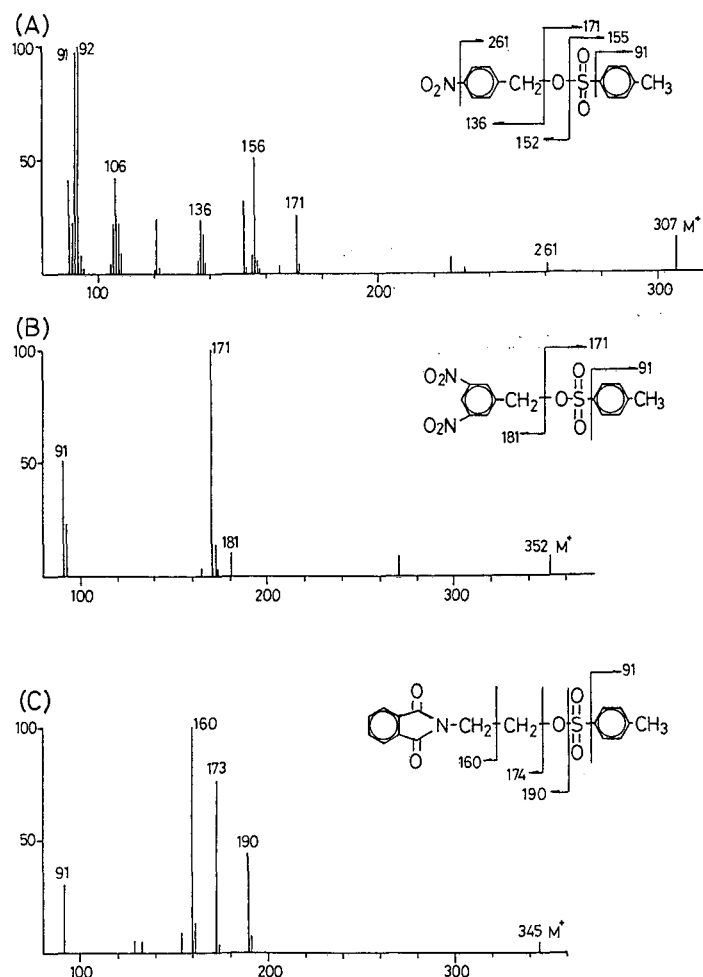 (A)
100
91
92
50
106
136
156
171
261
307 M⁺
100
200
300
261
171
155
91
O₂N
CH₂
O
S
O
O
CH₃
136
152
(B)
100
171
50
91
181
352 M⁺
100
200
300
171
91
O₂N
O₂N
CH₂
O
S
O
O
CH₃
181
(C)
100
160
173
50
190
91
345 M⁺
100
200
300
91
O
N
O
CH₂
CH₂
O
S
O
O
CH₃
160
174
190